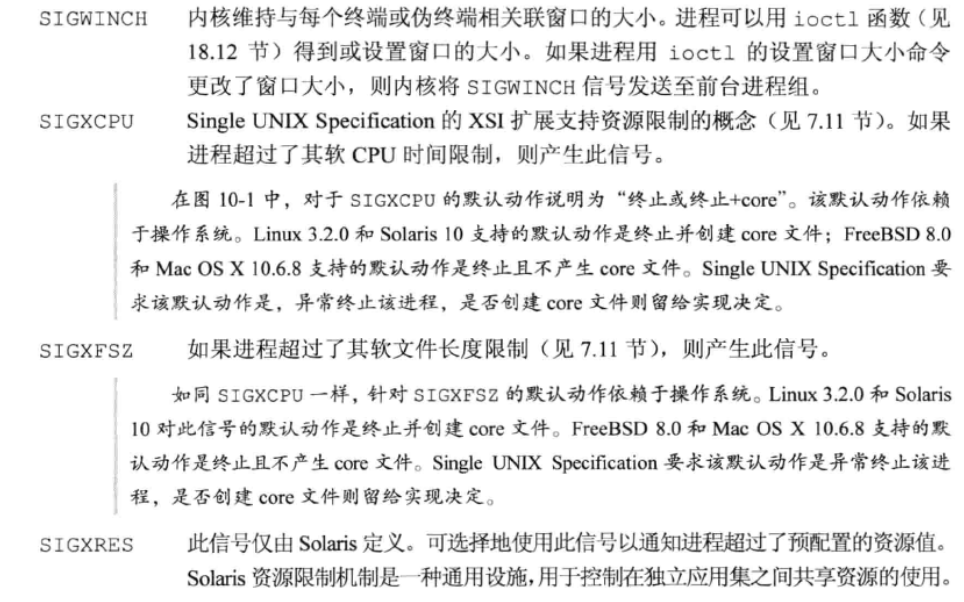 SIGWINCH 内核维持与每个终端或伪终端相关联窗口的大小。进程可以用 ioctl 函数（见
18.12 节）得到或设置窗口的大小。如果进程用 ioctl 的设置窗口大小命令
更改了窗口大小，则内核将 SIGWINCH 信号发送至前台进程组。
SIGXCPU Single UNIX Specification 的 XSI 扩展支持资源限制的概念（见 7.11 节）。如果
进程超过了其软 CPU 时间限制，则产生此信号。
在图 10-1 中，对于 SIGXCPU 的默认动作说明为“终止或终止+core”。该默认动作依赖
于操作系统。Linux 3.2.0 和 Solaris 10 支持的默认动作是终止并创建 core 文件；FreeBSD 8.0
和 Mac OS X 10.6.8 支持的默认动作是终止且不产生 core 文件。Single UNIX Specification 要
求该默认动作是，异常终止该进程，是否创建 core 文件则留给实现决定。
SIGXFSZ 如果进程超过了其软文件长度限制（见 7.11 节），则产生此信号。
如同 SIGXCPU 一样，针对 SIGXFSZ 的默认动作依赖于操作系统。Linux 3.2.0 和 Solaris
10 对此信号的默认动作是终止并创建 core 文件。FreeBSD 8.0 和 Mac OS X 10.6.8 支持的默
认动作是终止且不产生 core 文件。Single UNIX Specification 要求该默认动作是异常终止该进
程，是否创建 core 文件则留给实现决定。
SIGXRES 此信号仅由 Solaris 定义。可选择地使用此信号以通知进程超过了预配置的资源值。
Solaris 资源限制机制是一种通用设施，用于控制在独立应用集之间共享资源的使用。